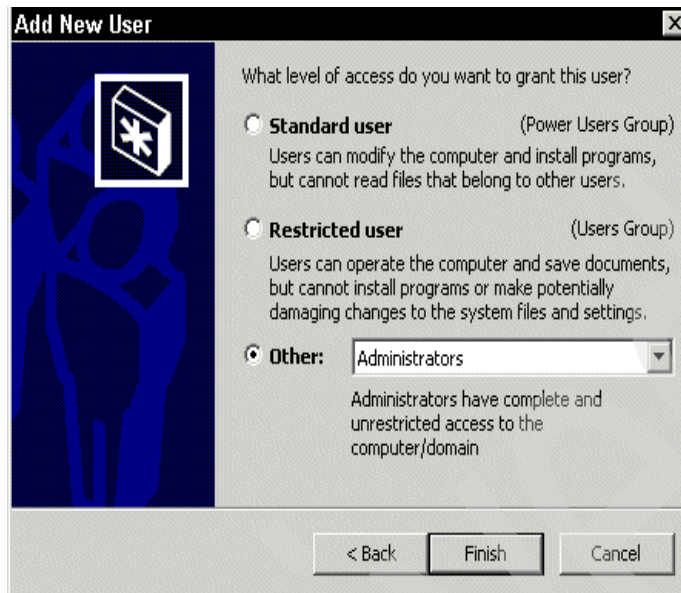 Add New User
What level of access do you want to grant this user?
Standard user (Power Users Group)
Users can modify the computer and install programs,
but cannot read files that belong to other users.
Restricted user (Users Group)
Users can operate the computer and save documents,
but cannot install programs or make potentially
damaging changes to the system files and settings.
Other: Administrators
Administrators have complete and
unrestricted access to the
computer/domain
< Back Finish Cancel